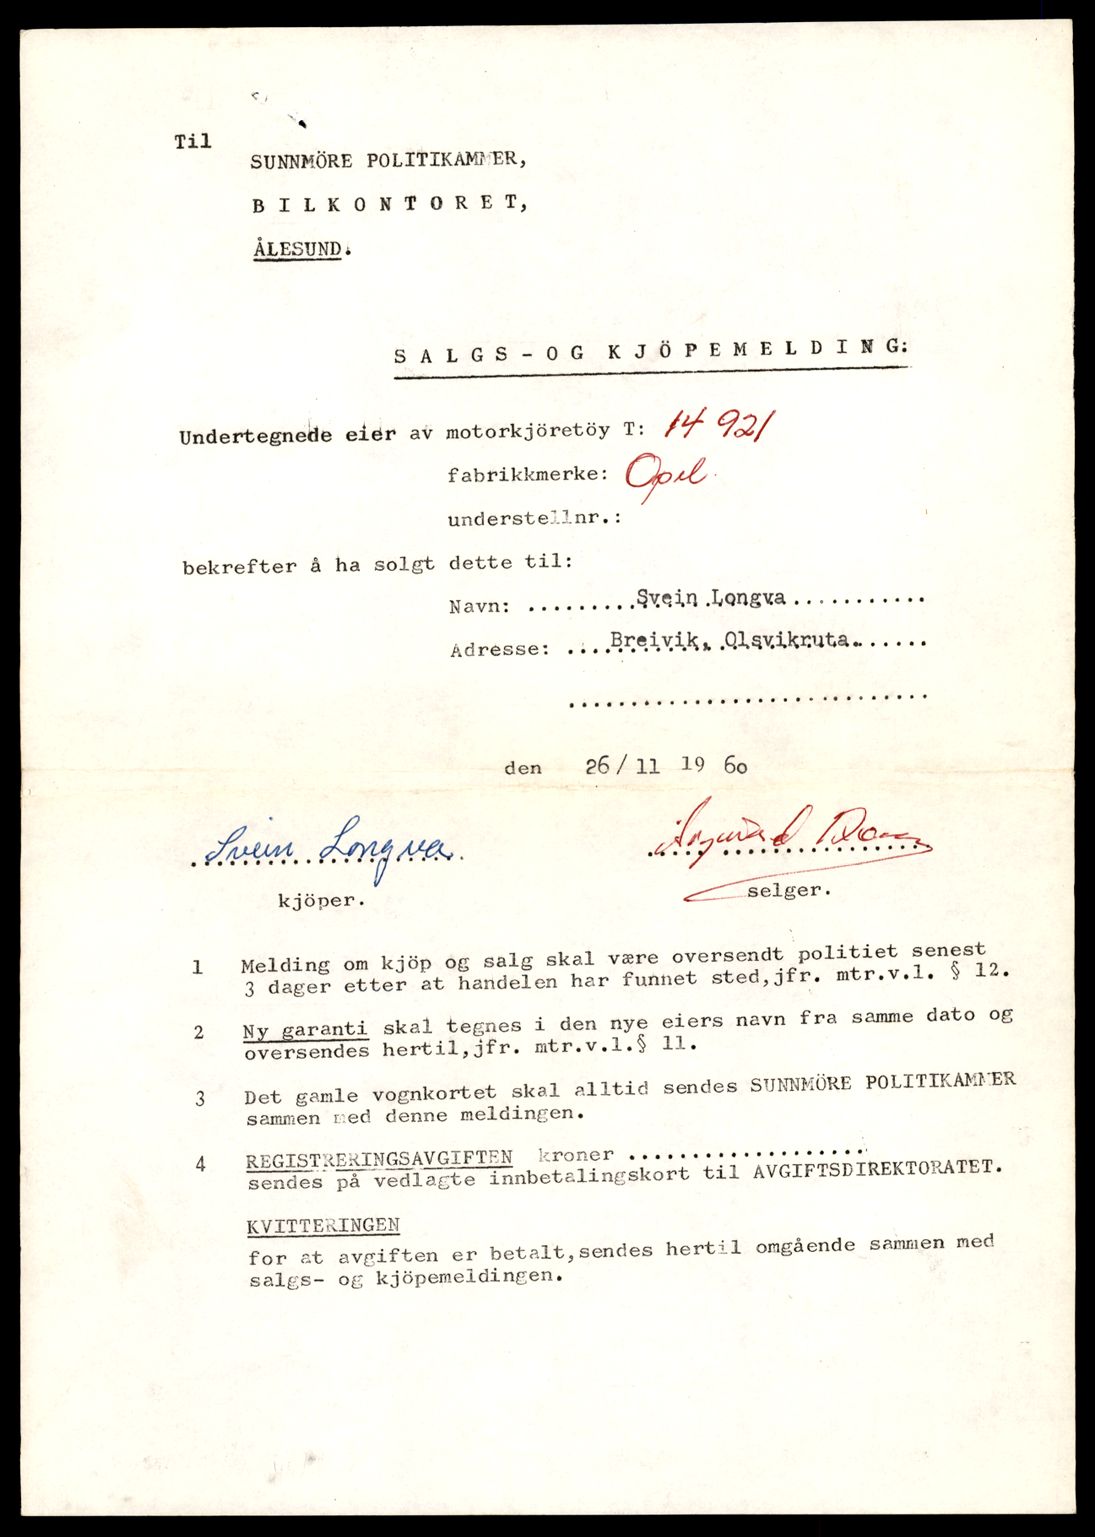 Til
SUNNMÖRE POLITIKAMMER,
B I L K O N T O R E T,
ÅLESUND.
S A L G S - O G K J Ö P E M E L D I N G:
Undertegnede eier av motorkjöretöy T: 14 921
fabrikkmerke: Opel
understellnr.:
bekrefter å ha solgt dette til:
Navn: ........Svein Longva...........
Adresse: ....Breivik, Olsvikruta.......
.............................
den 26/11 1960
Svein Longva
kjöper.
selger.
1 Melding om kjöp og salg skal være oversendt politiet senest
3 dager etter at handelen har funnet sted,jfr. mtr.v.l. § 12.
2 Ny garanti skal tegnes i den nye eiers navn fra samme dato og
oversendes hertil,jfr. mtr.v.l.§ 11.
3 Det gamle vognkortet skal alltid sendes SUNNMÖRE POLITIKAMMER
sammen med denne meldingen.
4 REGISTRERINGSAVGIFTEN kroner ...................
sendes på vedlagte innbetalingskort til AVGIFTSDIREKTORATET.
KVITTERINGEN
for at avgiften er betalt,sendes hertil omgående sammen med
salgs- og kjöpemeldingen.